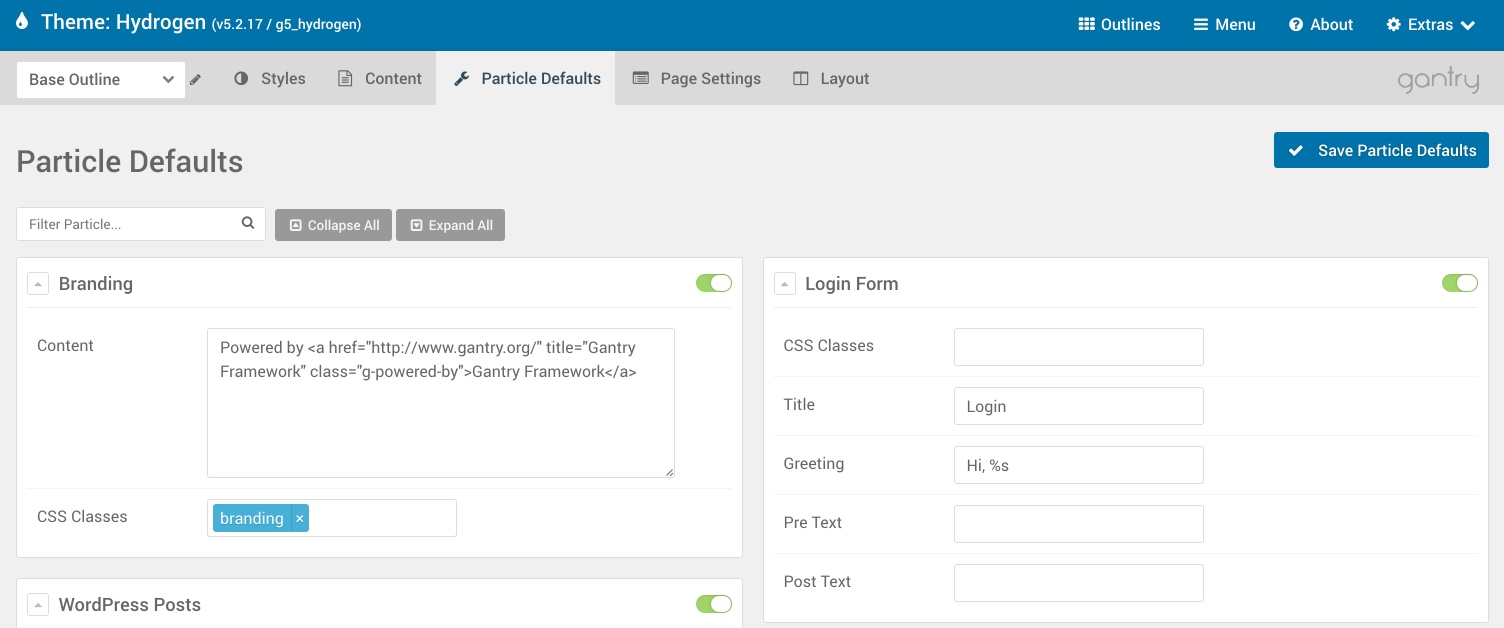 Theme: Hydrogen (v5.2.17 / g5_hydrogen)
Outlines
Menu
About
Extras
Base Outline
Styles
Content
Particle Defaults
Page Settings
Layout
gantry
Particle Defaults
Save Particle Defaults
Filter Particle...
Collapse All
Expand All
Branding
Content
Powered by <a href="http://www.gantry.org/" title="Gantry
Framework" class="g-powered-by">Gantry Framework</a>
CSS Classes
branding ×
WordPress Posts
Login Form
CSS Classes
Title
Login
Greeting
Hi, %s
Pre Text
Post Text